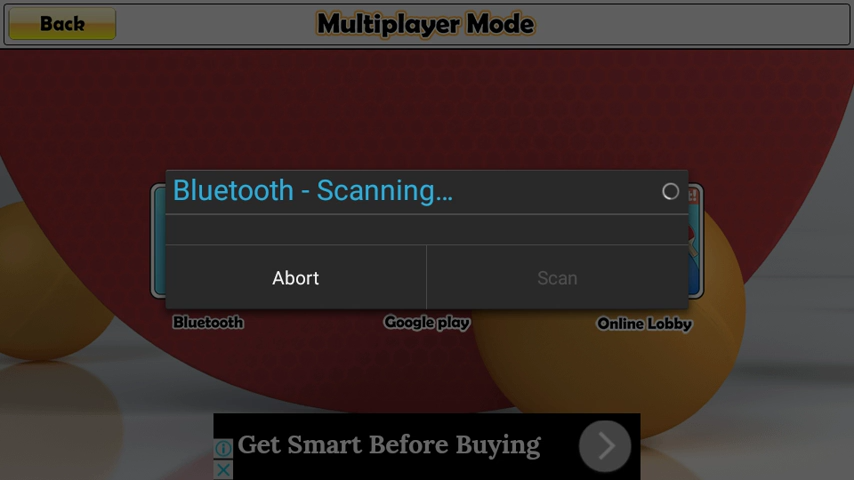 Back
Multiplayer Mode
Bluetooth - Scanning...
Abort
Scan
Bluetooth
Google play
Online Lobby
Get Smart Before Buying